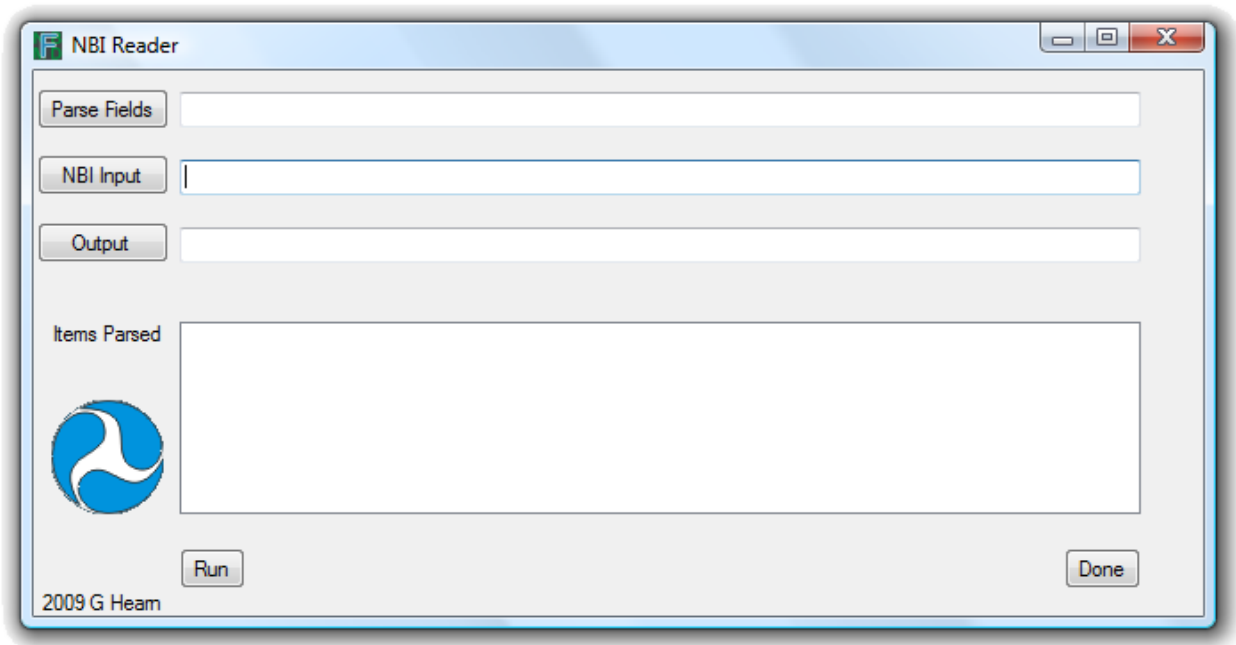 NBI Reader
Parse Fields
NBI Input
Output
Items Parsed
Run
Done
2009 G Hearn